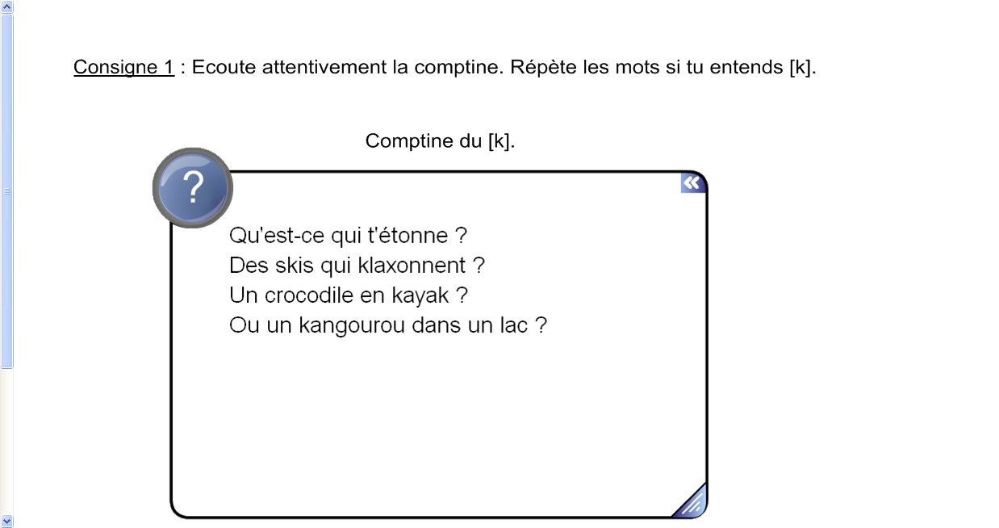 Consigne 1 : Ecoute attentivement la comptine. Répète les mots si tu entends [k].
Comptine du [k].
?
Qu'est-ce qui t'étonne ?
Des skis qui klaxonnent ?
Un crocodile en kayak ?
Ou un kangourou dans un lac ?